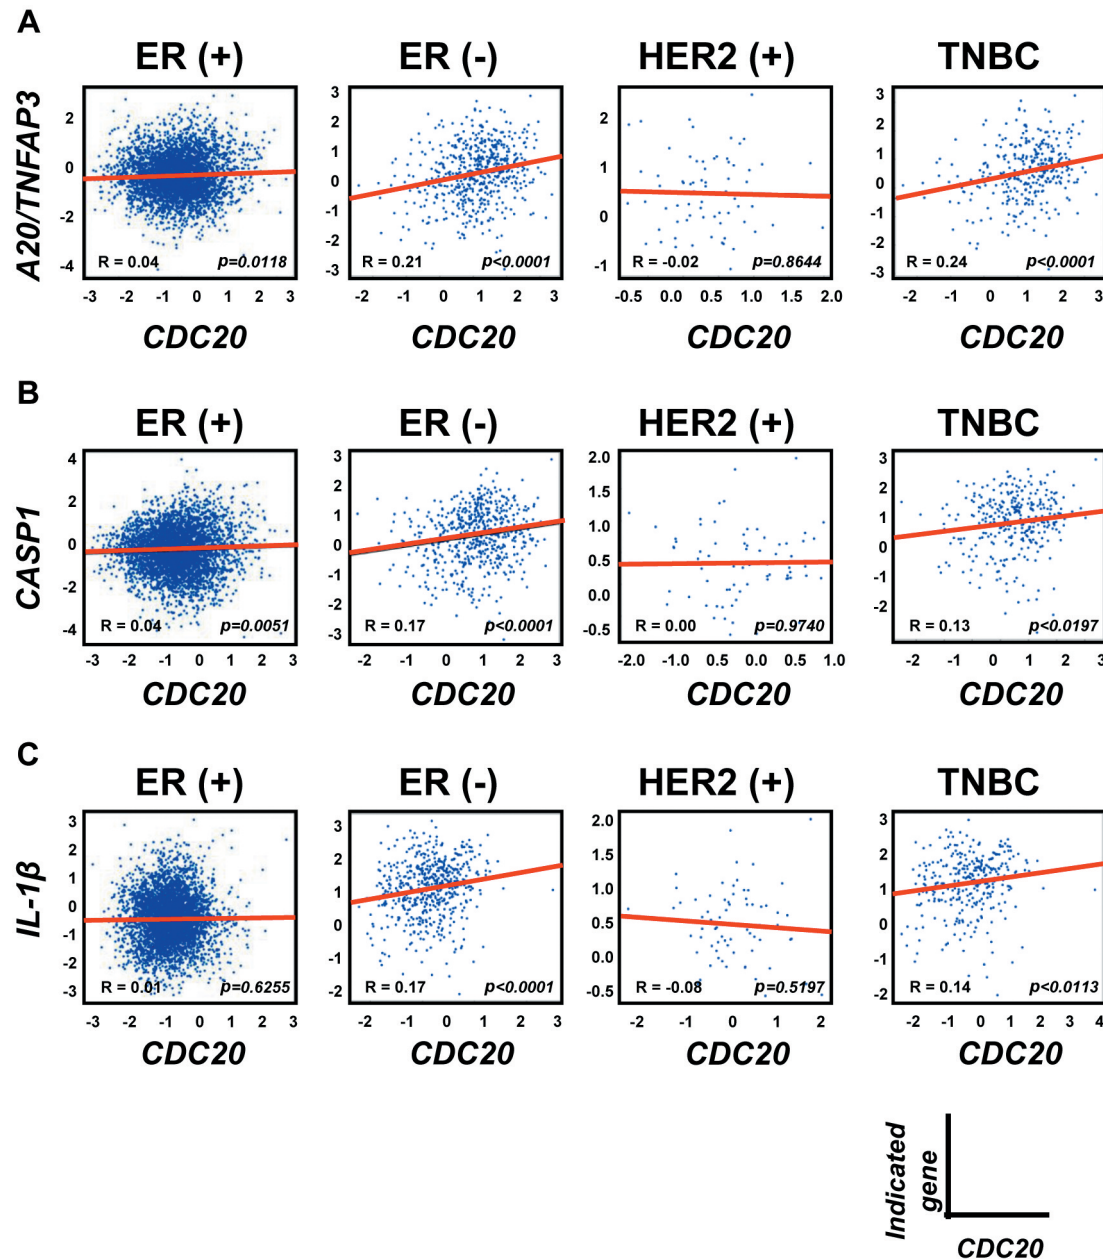 A
ER (+) ER (-) HER2 (+) TNBC
A20/TNFAP3
2 0 -2 -4
R = 0.04 p=0.0118
-3 -2 -1 0 1 2 3
3 2 1 0 -1 -2 -3
R = 0.21 p<0.0001
-2 -1 0 1 2 3
2 1 0 -1
R = -0.02 p=0.8644
-0.5 0.0 0.5 1.0 1.5 2.0
3 2 1 0 -1 -2 -3
R = 0.24 p<0.0001
-2 -1 0 1 2 3
CDC20 CDC20 CDC20 CDC20
B
ER (+) ER (-) HER2 (+) TNBC
CASP1
4 2 0 -2 -4
R = 0.04 p=0.0051
-3 -2 -1 0 1 2 3
3 2 1 0 -1 -2 -3
R = 0.17 p<0.0001
-2 -1 0 1 2 3
2.0 1.5 1.0 0.5 0.0 -0.5
R = 0.00 p=0.9740
-2.0 -1.0 -0.5 0.0 0.5 1.0
3 2 1 0 -1 -2
R = 0.13 p<0.0197
-2 -1 0 1 2 3
CDC20 CDC20 CDC20 CDC20
C
ER (+) ER (-) HER2 (+) TNBC
IL-1β
3 2 1 0 -1 -2 -3
R = 0.01 p=0.6255
-3 -2 -1 0 1 2 3
3 2 1 0 -1 -2
R = 0.17 p<0.0001
-2 -1 0 1 2 3
2.0 1.5 1.0 0.5 0.0 -0.5
R = -0.08 p=0.5197
-2 -1 0 1 2
3 2 1 0 -1 -2
R = 0.14 p<0.0113
-2 -1 0 1 2 3 4
CDC20 CDC20 CDC20 CDC20
Indicated
gene
CDC20